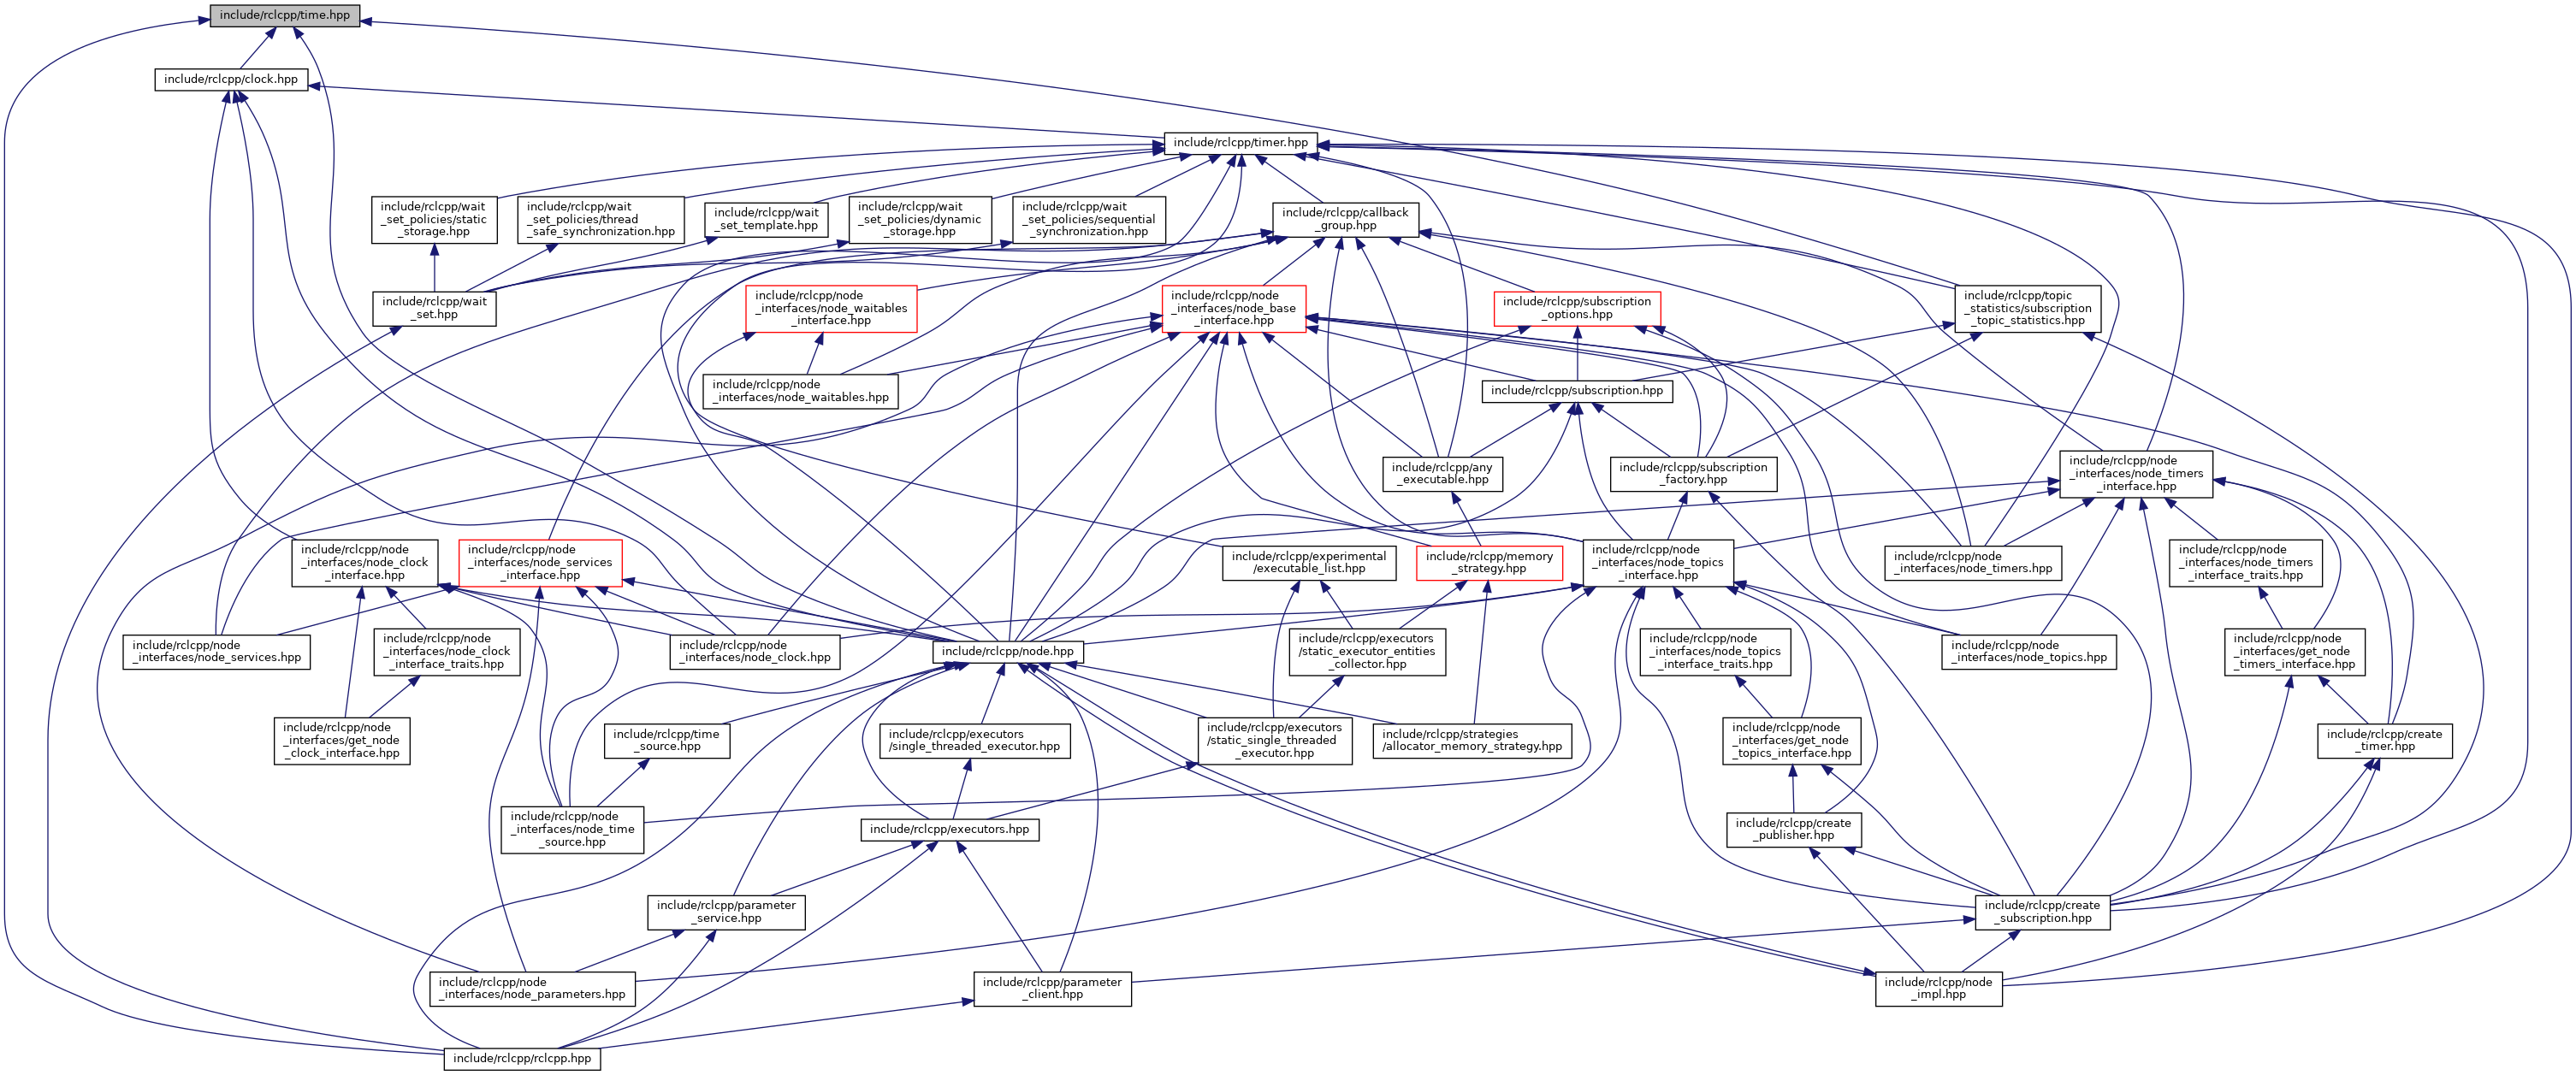 include/rclcpp/time.hpp
include/rclcpp/clock.hpp
include/rclcpp/timer.hpp
include/rclcpp/wait
_set_policies/static
_storage.hpp
include/rclcpp/wait
_set_policies/thread
_safe_synchronization.hpp
include/rclcpp/wait
_set_template.hpp
include/rclcpp/wait
_set_policies/dynamic
_storage.hpp
include/rclcpp/wait
_set_policies/sequential
_synchronization.hpp
include/rclcpp/callback
_group.hpp
include/rclcpp/wait
_set.hpp
include/rclcpp/node
_interfaces/node_waitables
_interface.hpp
include/rclcpp/node
_interfaces/node_base
_interface.hpp
include/rclcpp/subscription
_options.hpp
include/rclcpp/topic
_statistics/subscription
_topic_statistics.hpp
include/rclcpp/node
_interfaces/node_waitables.hpp
include/rclcpp/subscription.hpp
include/rclcpp/any
_executable.hpp
include/rclcpp/subscription
_factory.hpp
include/rclcpp/node
_interfaces/node_timers
_interface.hpp
include/rclcpp/node
_interfaces/node_clock
_interface.hpp
include/rclcpp/node
_interfaces/node_services
_interface.hpp
include/rclcpp/experimental
/executable_list.hpp
include/rclcpp/memory
_strategy.hpp
include/rclcpp/node
_interfaces/node_topics
_interface.hpp
include/rclcpp/node
_interfaces/node_timers.hpp
include/rclcpp/node
_interfaces/node_timers
_interface_traits.hpp
include/rclcpp/node
_interfaces/node_services.hpp
include/rclcpp/node
_interfaces/node_clock
_interface_traits.hpp
include/rclcpp/node
_interfaces/node_clock.hpp
include/rclcpp/node.hpp
include/rclcpp/executors
/static_executor_entities
_collector.hpp
include/rclcpp/node
_interfaces/node_topics
_interface_traits.hpp
include/rclcpp/node
_interfaces/node_topics.hpp
include/rclcpp/node
_interfaces/get_node
_timers_interface.hpp
include/rclcpp/node
_interfaces/get_node
_clock_interface.hpp
include/rclcpp/time
_source.hpp
include/rclcpp/executors
/single_threaded_executor.hpp
include/rclcpp/executors
/static_single_threaded
_executor.hpp
include/rclcpp/strategies
/allocator_memory_strategy.hpp
include/rclcpp/node
_interfaces/get_node
_topics_interface.hpp
include/rclcpp/create
_timer.hpp
include/rclcpp/node
_interfaces/node_time
_source.hpp
include/rclcpp/executors.hpp
include/rclcpp/create
_publisher.hpp
include/rclcpp/parameter
_service.hpp
include/rclcpp/create
_subscription.hpp
include/rclcpp/node
_interfaces/node_parameters.hpp
include/rclcpp/parameter
_client.hpp
include/rclcpp/node
_impl.hpp
include/rclcpp/rclcpp.hpp